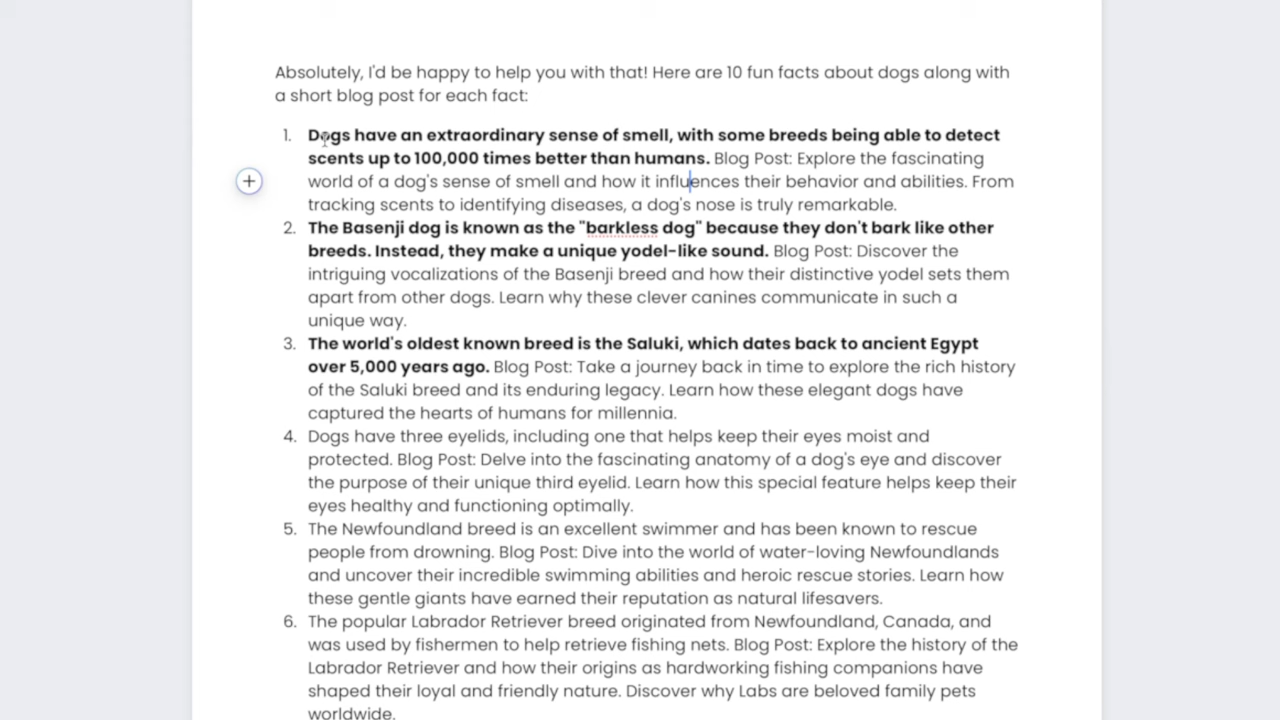 Absolutely, I'd be happy to help you with that! Here are 10 fun facts about dogs along with
a short blog post for each fact:
1. Dogs have an extraordinary sense of smell, with some breeds being able to detect
scents up to 100,000 times better than humans. Blog Post: Explore the fascinating
world of a dog's sense of smell and how it influences their behavior and abilities. From
tracking scents to identifying diseases, a dog's nose is truly remarkable.
2. The Basenji dog is known as the "barkless dog" because they don't bark like other
breeds. Instead, they make a unique yodel-like sound. Blog Post: Discover the
intriguing vocalizations of the Basenji breed and how their distinctive yodel sets them
apart from other dogs. Learn why these clever canines communicate in such a
unique way.
3. The world's oldest known breed is the Saluki, which dates back to ancient Egypt
over 5,000 years ago. Blog Post: Take a journey back in time to explore the rich history
of the Saluki breed and its enduring legacy. Learn how these elegant dogs have
captured the hearts of humans for millennia.
4. Dogs have three eyelids, including one that helps keep their eyes moist and
protected. Blog Post: Delve into the fascinating anatomy of a dog's eye and discover
the purpose of their unique third eyelid. Learn how this special feature helps keep their
eyes healthy and functioning optimally.
5. The Newfoundland breed is an excellent swimmer and has been known to rescue
people from drowning. Blog Post: Dive into the world of water-loving Newfoundlands
and uncover their incredible swimming abilities and heroic rescue stories. Learn how
these gentle giants have earned their reputation as natural lifesavers.
6. The popular Labrador Retriever breed originated from Newfoundland, Canada, and
was used by fishermen to help retrieve fishing nets. Blog Post: Explore the history of the
Labrador Retriever and how their origins as hardworking fishing companions have
shaped their loyal and friendly nature. Discover why Labs are beloved family pets
worldwide.